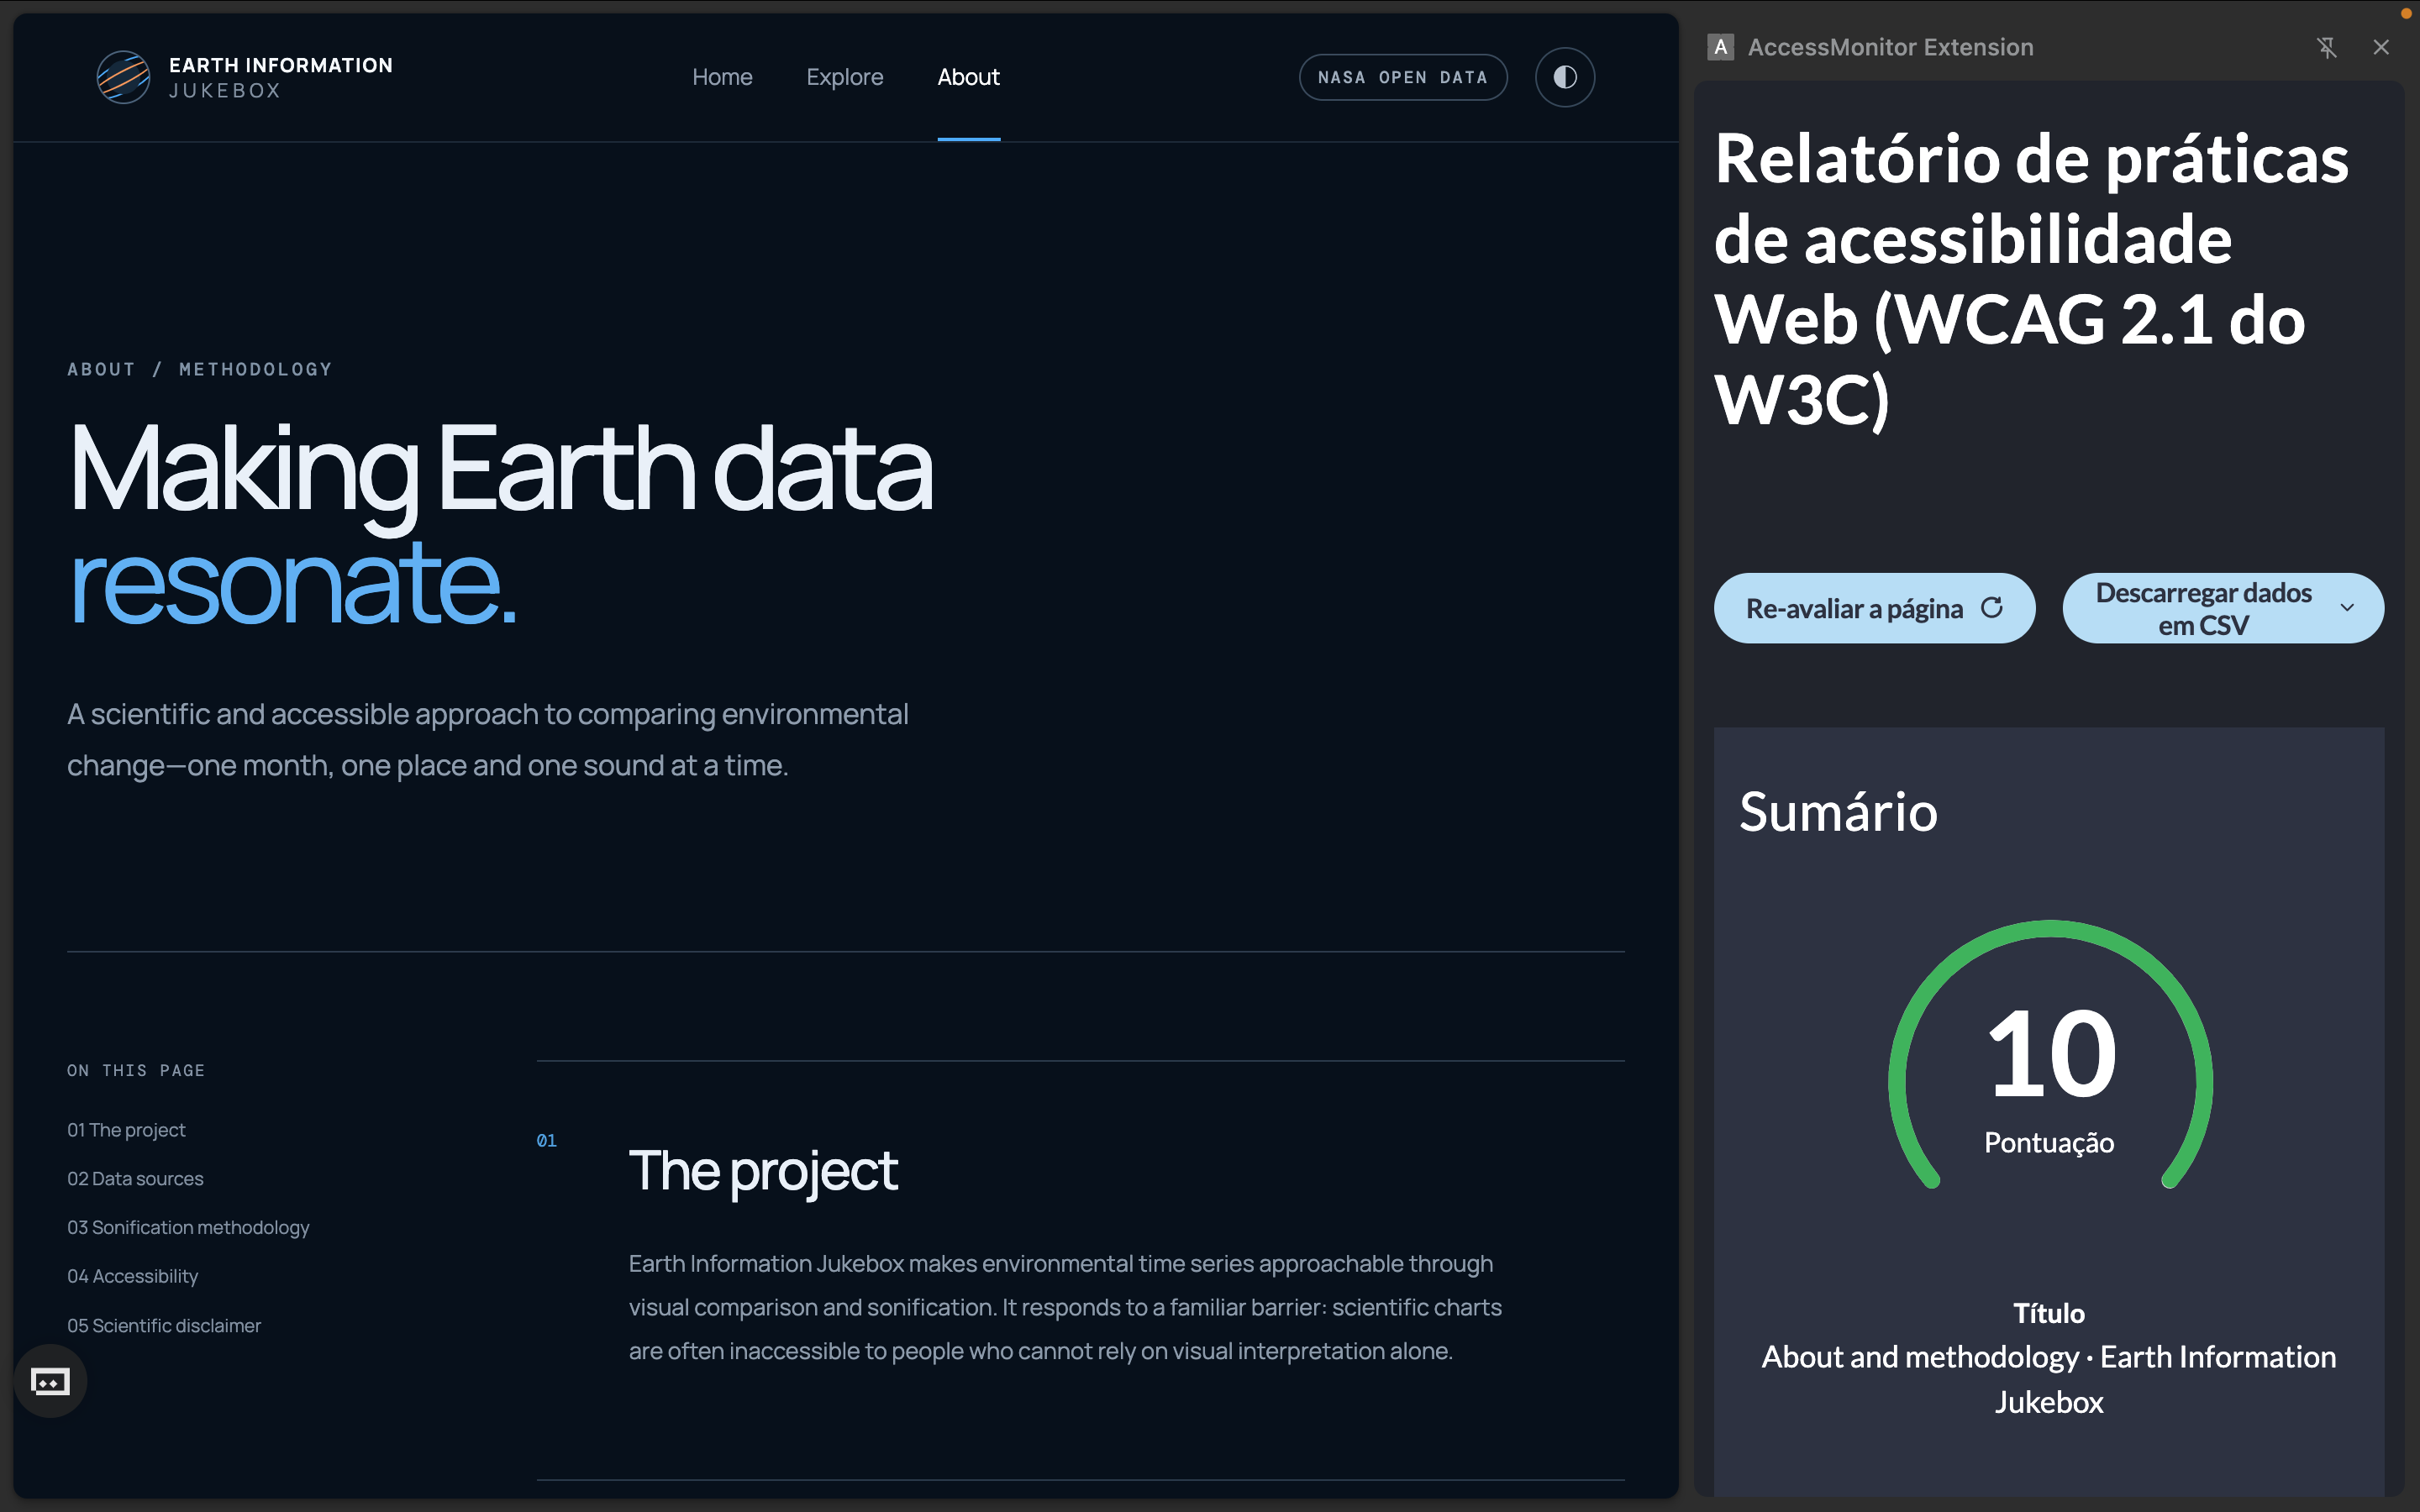 EARTH INFORMATION
JUKEBOX
Home
Explore
About
NASA OPEN DATA
ABOUT / METHODOLOGY
Making Earth data
resonate.
A scientific and accessible approach to comparing environmental
change—one month, one place and one sound at a time.
ON THIS PAGE
01 The project
02 Data sources
03 Sonification methodology
04 Accessibility
05 Scientific disclaimer
01
The project
Earth Information Jukebox makes environmental time series approachable through
visual comparison and sonification. It responds to a familiar barrier: scientific charts
are often inaccessible to people who cannot rely on visual interpretation alone.
A
AccessMonitor Extension
Relatório de práticas
de acessibilidade
Web (WCAG 2.1 do
W3C)
Re-avaliar a página
Descarregar dados
em CSV
Sumário
10
Pontuação
Título
About and methodology · Earth Information
Jukebox